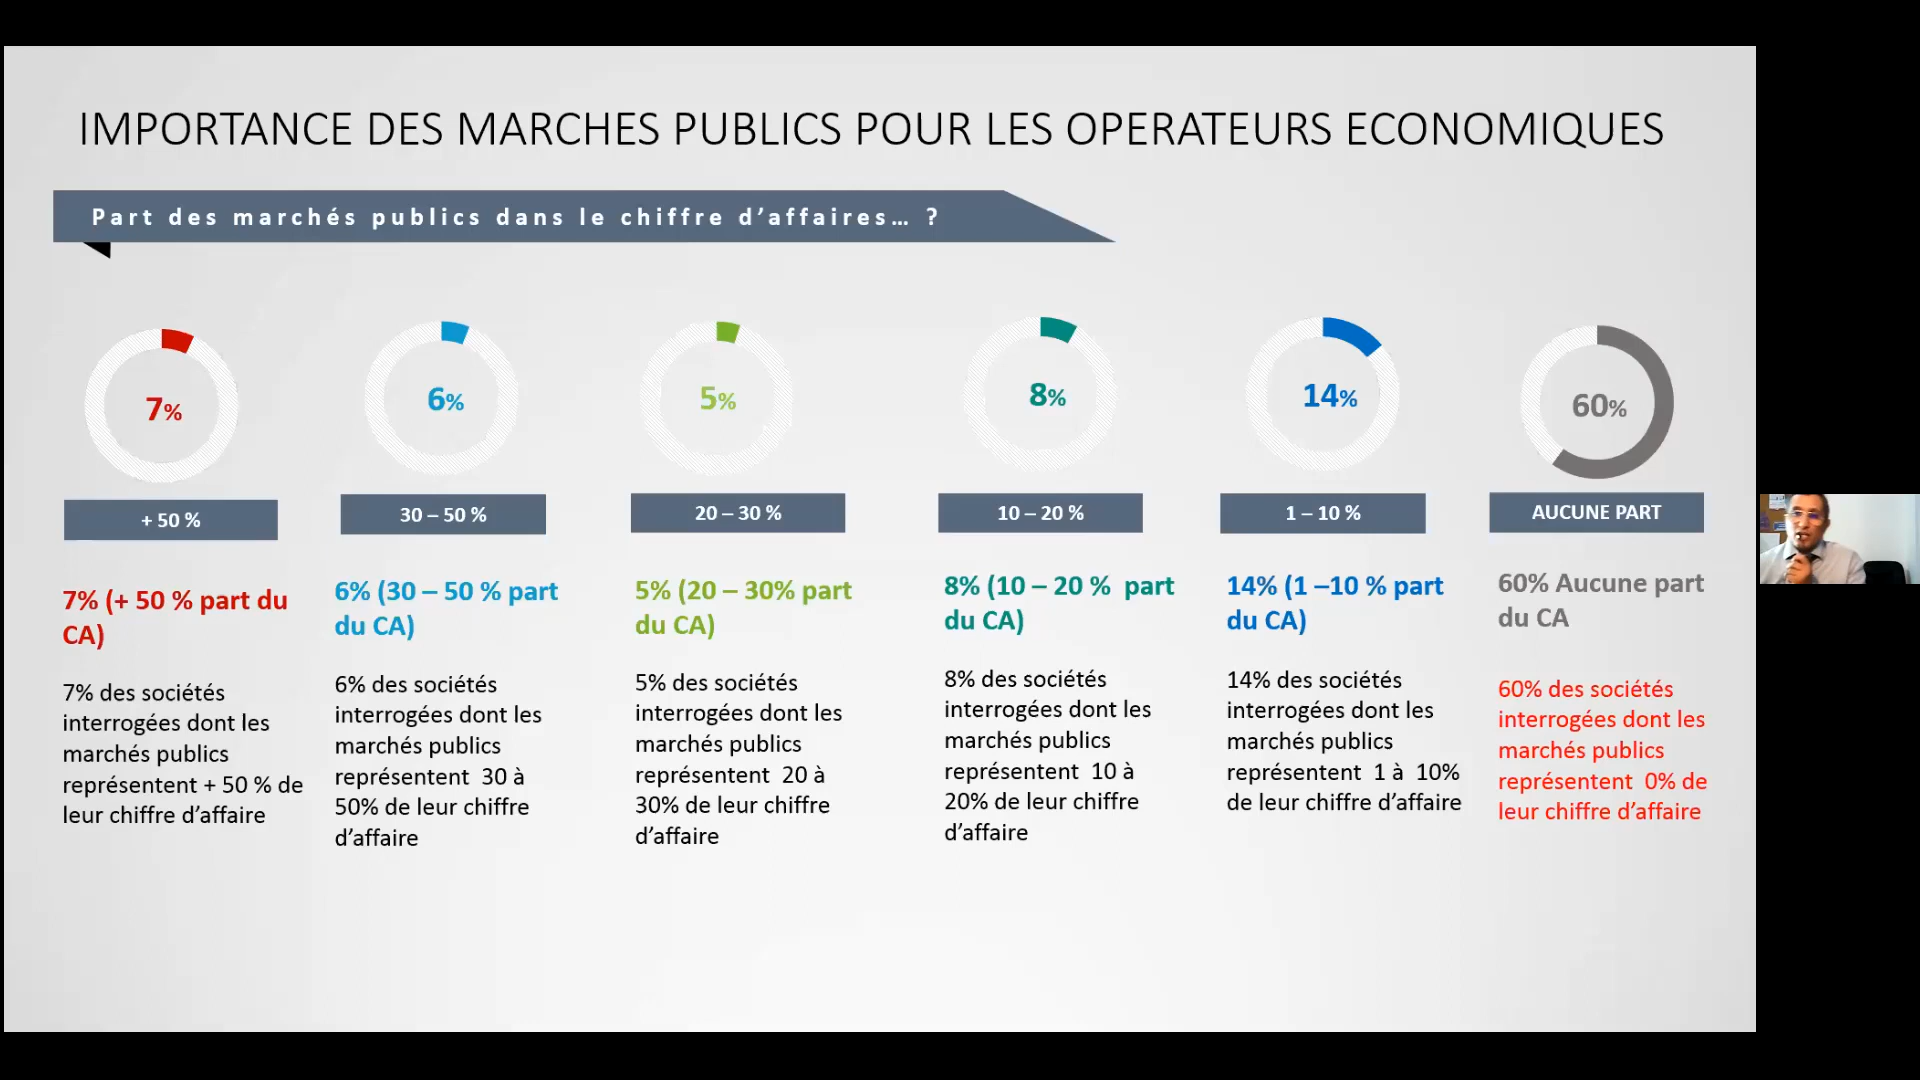 IMPORTANCE DES MARCHES PUBLICS POUR LES OPERATEURS ECONOMIQUES
Part des marchés publics dans le chiffre d’affaires… ?
7%
6%
5%
8%
14%
60%
+ 50 %
30 – 50 %
20 – 30 %
10 – 20 %
1 – 10 %
AUCUNE PART
7% (+ 50 % part du
CA)
7% des sociétés
interrogées dont les
marchés publics
représentent + 50 % de
leur chiffre d’affaire
6% (30 – 50 % part
du CA)
6% des sociétés
interrogées dont les
marchés publics
représentent 30 à
50% de leur chiffre
d’affaire
5% (20 – 30% part
du CA)
5% des sociétés
interrogées dont les
marchés publics
représentent 20 à
30% de leur chiffre
d’affaire
8% (10 – 20 % part
du CA)
8% des sociétés
interrogées dont les
marchés publics
représentent 10 à
20% de leur chiffre
d’affaire
14% (1 –10 % part
du CA)
14% des sociétés
interrogées dont les
marchés publics
représentent 1 à 10%
de leur chiffre d’affaire
60% Aucune part
du CA
60% des sociétés
interrogées dont les
marchés publics
représentent 0% de
leur chiffre d’affaire